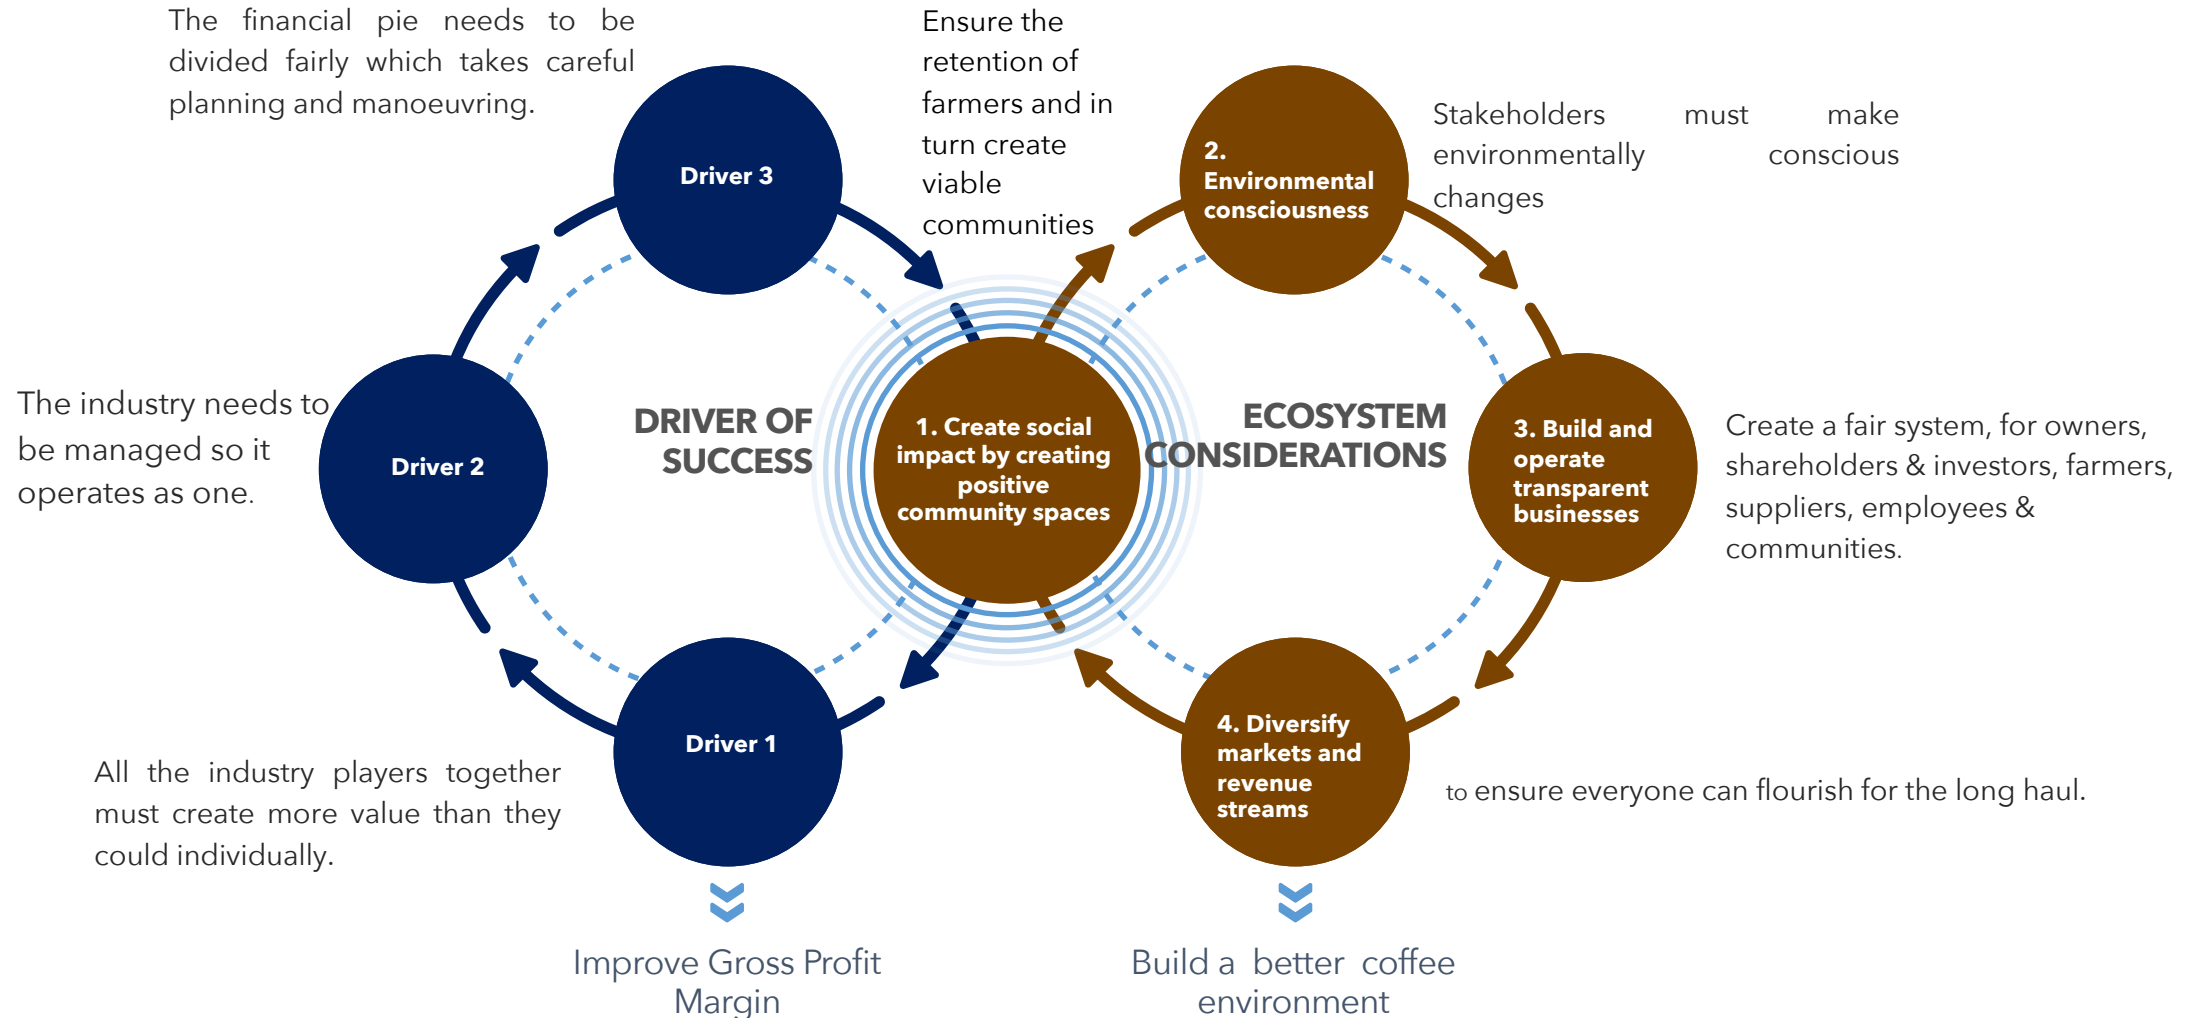 The financial pie needs to be
divided fairly which takes careful
planning and manoeuvring.
Driver 3
Ensure the
retention of
farmers and in
turn create
viable
communities
2.
Environmental
consciousness
Stakeholders must make
environmentally conscious
changes
The industry needs to
be managed so it
operates as one.
Driver 2
DRIVER OF
SUCCESS
1. Create social
impact by creating
positive
community spaces
ECOSYSTEM
CONSIDERATIONS
3. Build and
operate
transparent
businesses
Create a fair system, for owners,
shareholders & investors, farmers,
suppliers, employees &
communities.
All the industry players together
must create more value than they
could individually.
Driver 1
4. Diversify
markets and
revenue
streams
to ensure everyone can flourish for the long haul.
Improve Gross Profit
Margin
Build a better coffee
environment